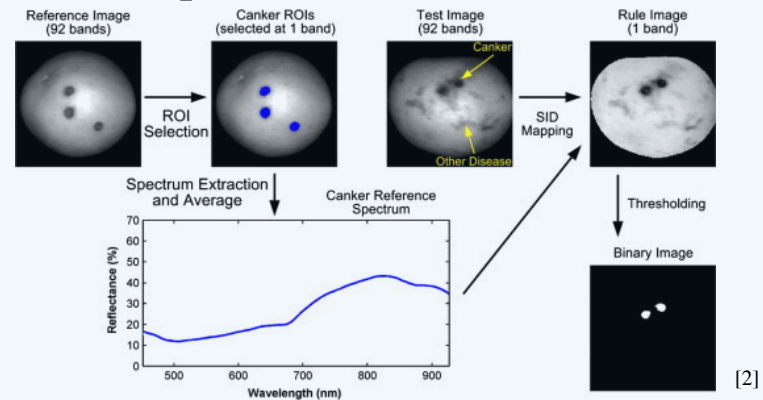 Reference Image
(92 bands)
Canker ROIs
(selected at 1 band)
Test Image
(92 bands)
Rule Image
(1 band)
Canker
ROI
Selection
SID
Mapping
Other Disease
Spectrum Extraction
and Average
Canker Reference
Spectrum
Thresholding
Binary Image
70
60
50
40
30
20
10
0
Reflectance (%)
500
600
700
800
900
Wavelength (nm)
[2]